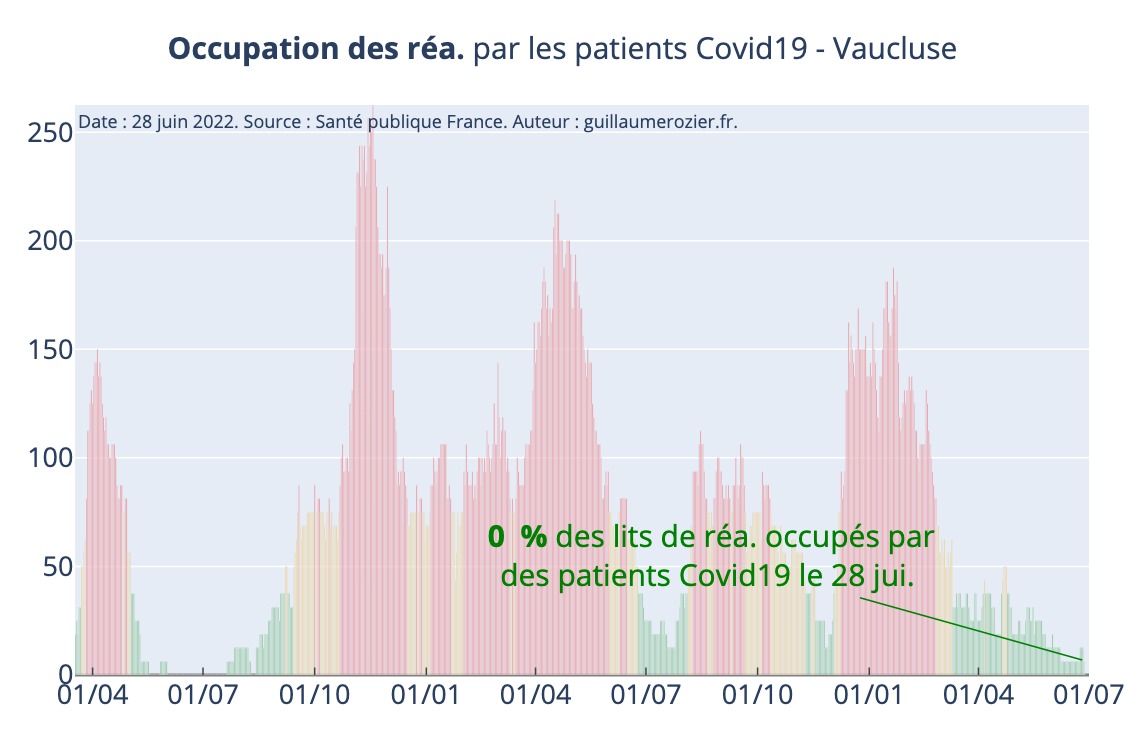 Occupation des réa. par les patients Covid19 - Vaucluse
Date : 28 juin 2022. Source : Santé publique France. Auteur : guillaumerozier.fr.
250
200
150
100
50
0
0 % des lits de réa. occupés par
des patients Covid19 le 28 jui.
01/04 01/07 01/10 01/01 01/04 01/07 01/10 01/01 01/04 01/07